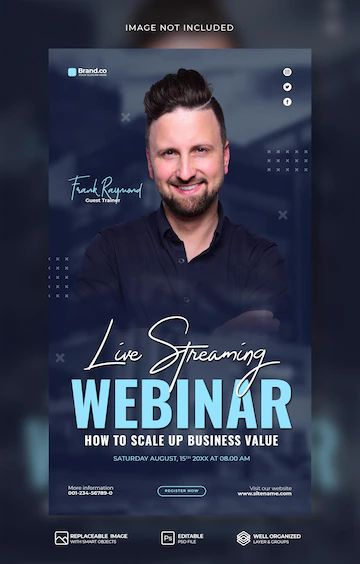 IMAGE NOT INCLUDED
Brand.co
Frank Raymond
Guest Trainer
Live Streaming
WEBINAR
HOW TO SCALE UP BUSINESS VALUE
SATURDAY AUGUST, 15TH 20XX AT 08.00 AM
More information
001-234-56789-0
REGISTER NOW
Visit our website
www.sitename.com
REPLACEABLE IMAGE
WITH SMART OBJECTS
Ps
EDITABLE
PSD FILE
WELL ORGANIZED
LAYER & GROUPS